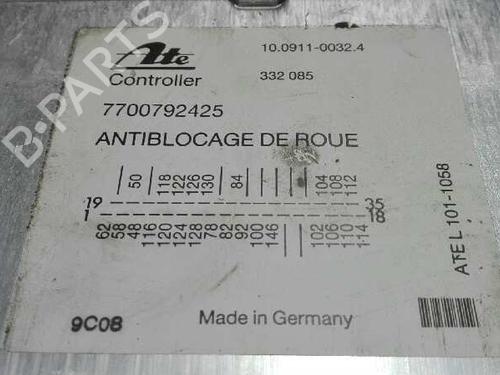 Ate
10.0911-0032.4
Controller
332 085
7700792425
ANTIBLOCAGE DE ROUE
50 118 122 126 130 84 104 108 112
19 35
1 18
62 58 48 116 120 124 128 78 82 92 100 146 102 106 110 114
ATE L 101-1058
9C08
Made in Germany
B-PARTS